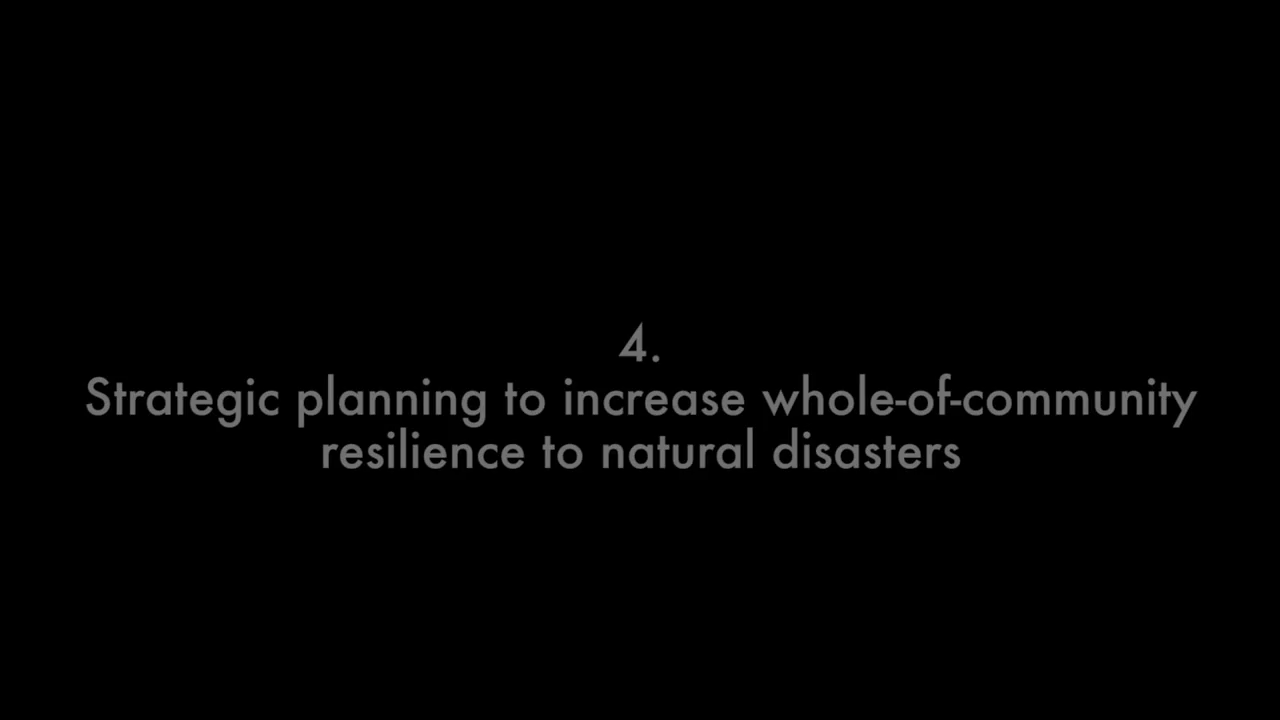 4.
Strategic planning to increase whole-of-community
resilience to natural disasters